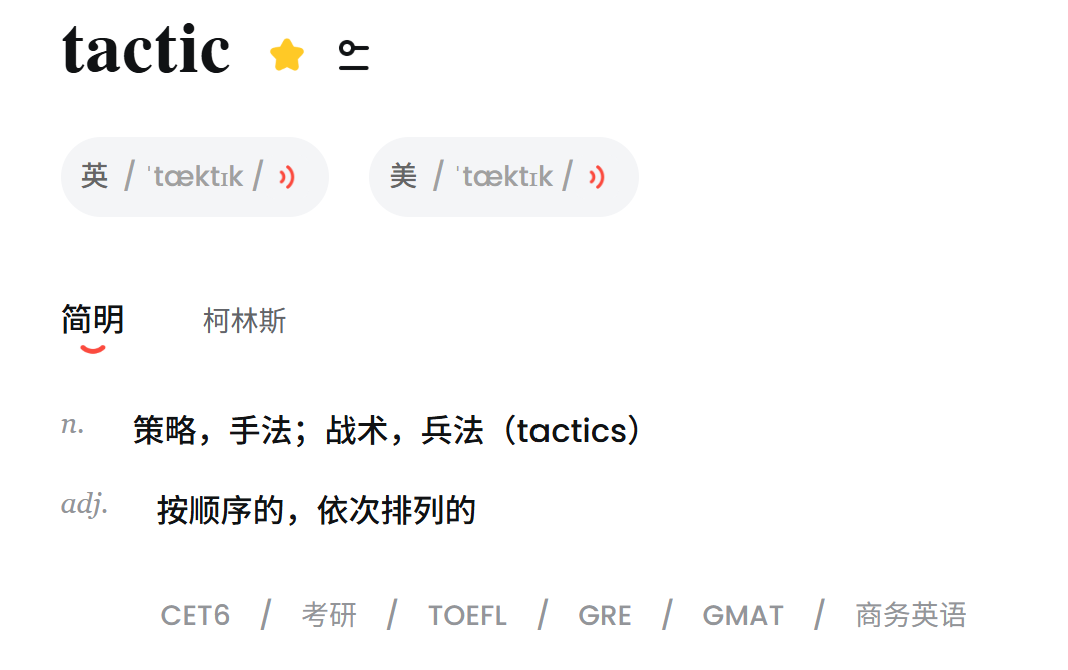 tactic
英 / ˈtæktɪk / 美 / ˈtæktɪk /
简明 柯林斯
n. 策略，手法；战术，兵法（tactics）
adj. 按顺序的，依次排列的
CET6 / 考研 / TOEFL / GRE / GMAT / 商务英语